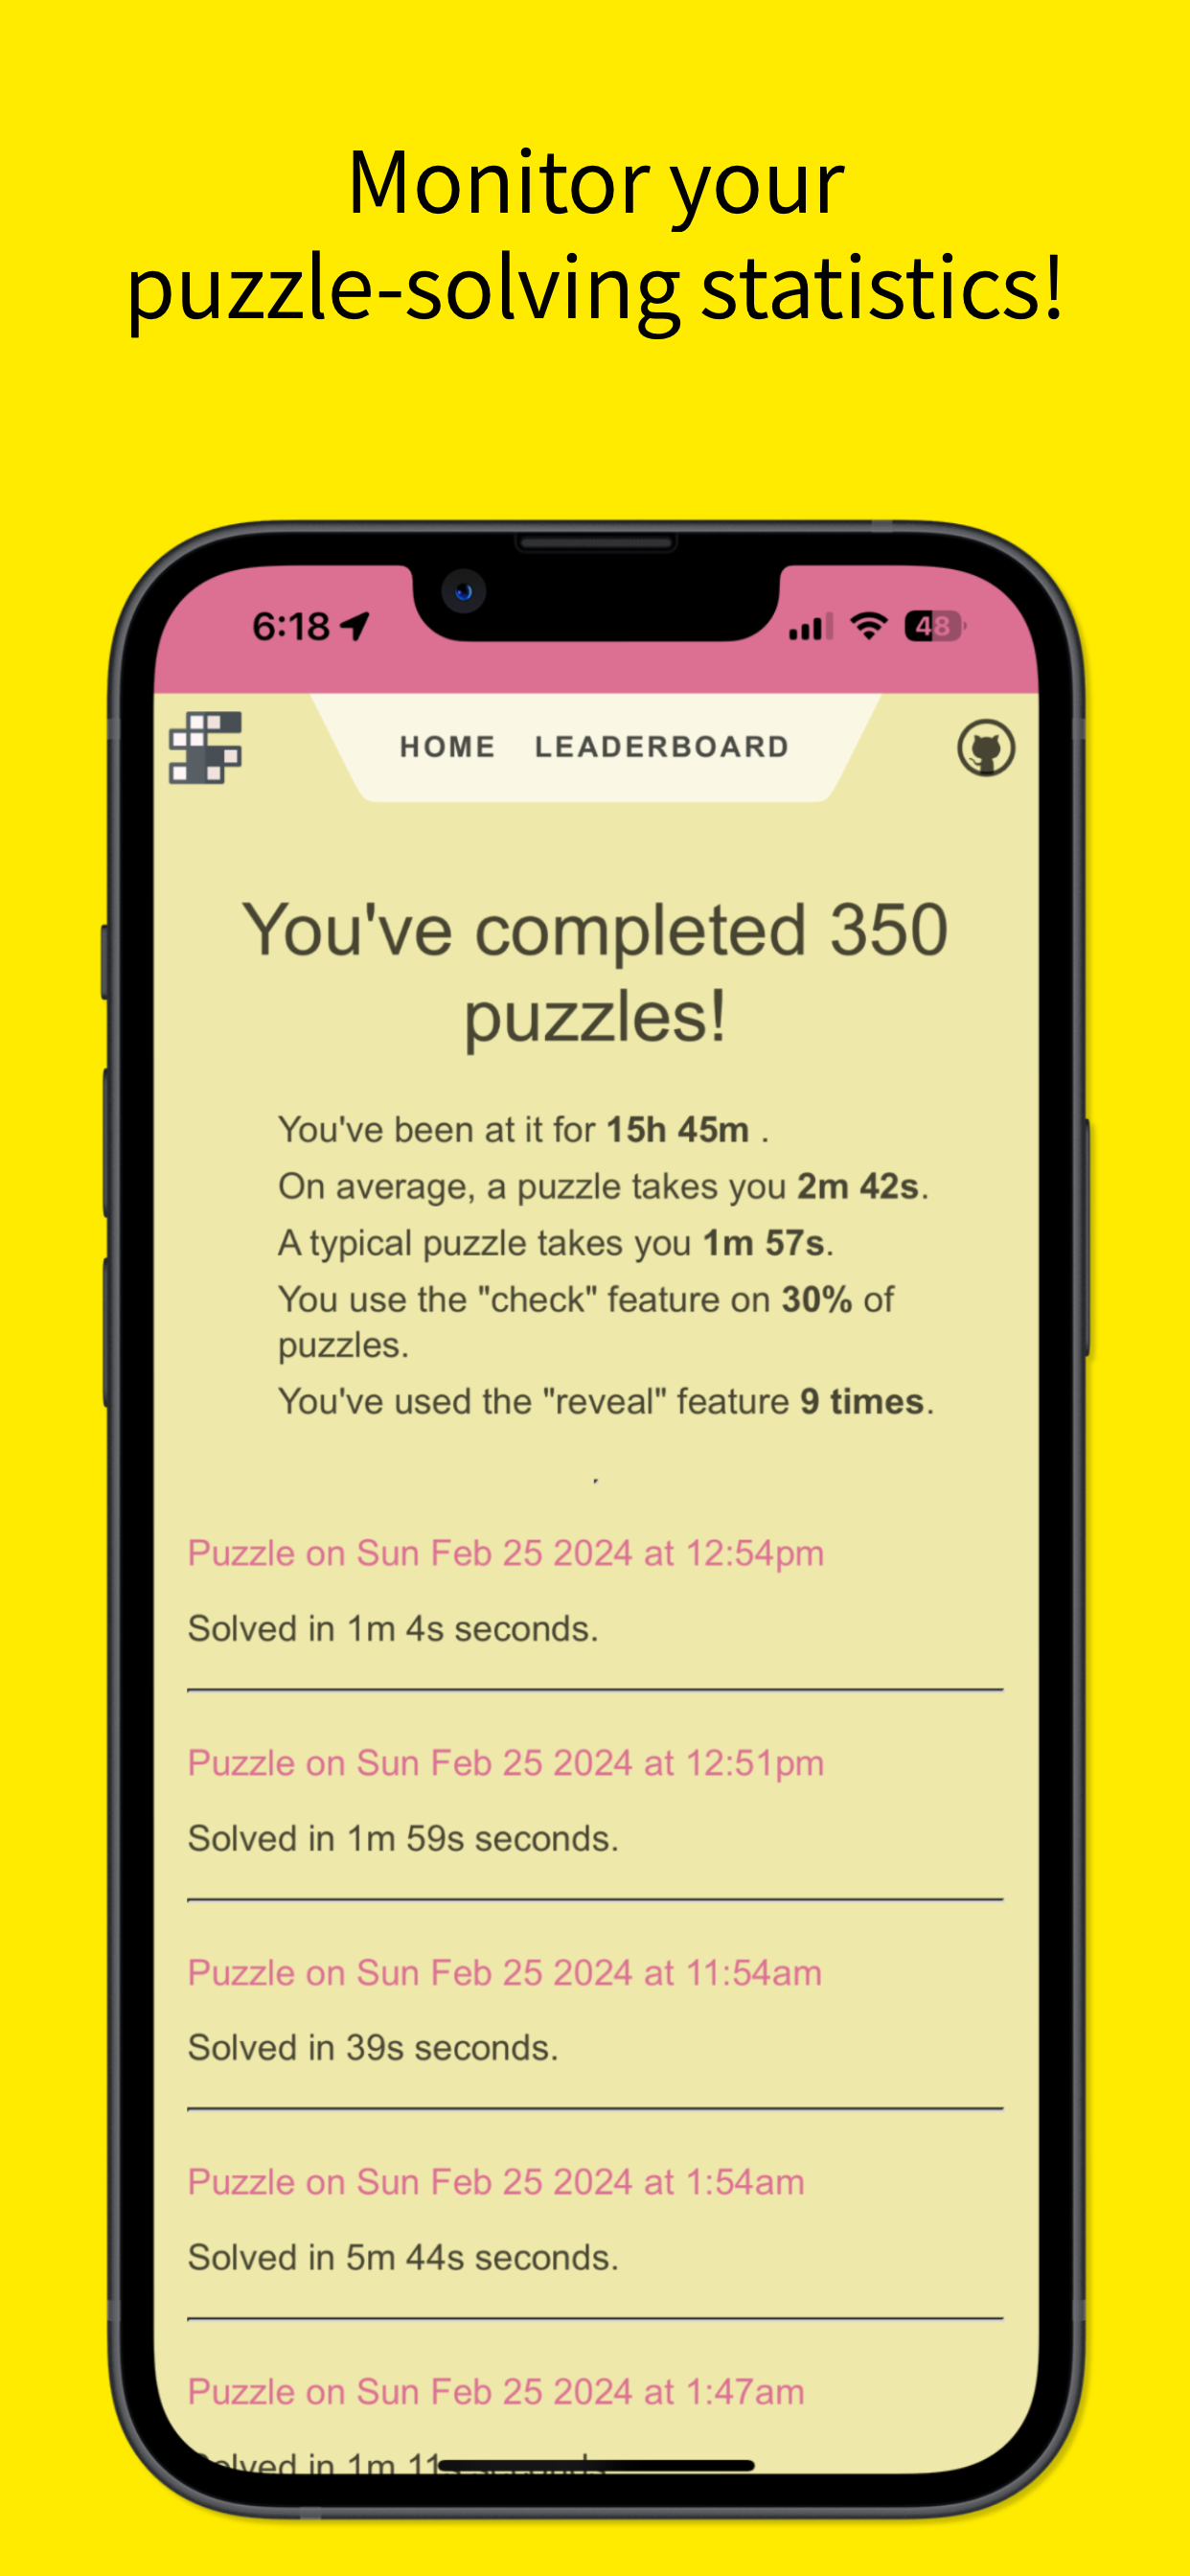 Monitor your
puzzle-solving statistics!
6:18
48
HOME LEADERBOARD
You've completed 350
puzzles!
You've been at it for 15h 45m .
On average, a puzzle takes you 2m 42s.
A typical puzzle takes you 1m 57s.
You use the "check" feature on 30% of
puzzles.
You've used the "reveal" feature 9 times.
Puzzle on Sun Feb 25 2024 at 12:54pm
Solved in 1m 4s seconds.
Puzzle on Sun Feb 25 2024 at 12:51pm
Solved in 1m 59s seconds.
Puzzle on Sun Feb 25 2024 at 11:54am
Solved in 39s seconds.
Puzzle on Sun Feb 25 2024 at 1:54am
Solved in 5m 44s seconds.
Puzzle on Sun Feb 25 2024 at 1:47am
Solved in 1m 11s